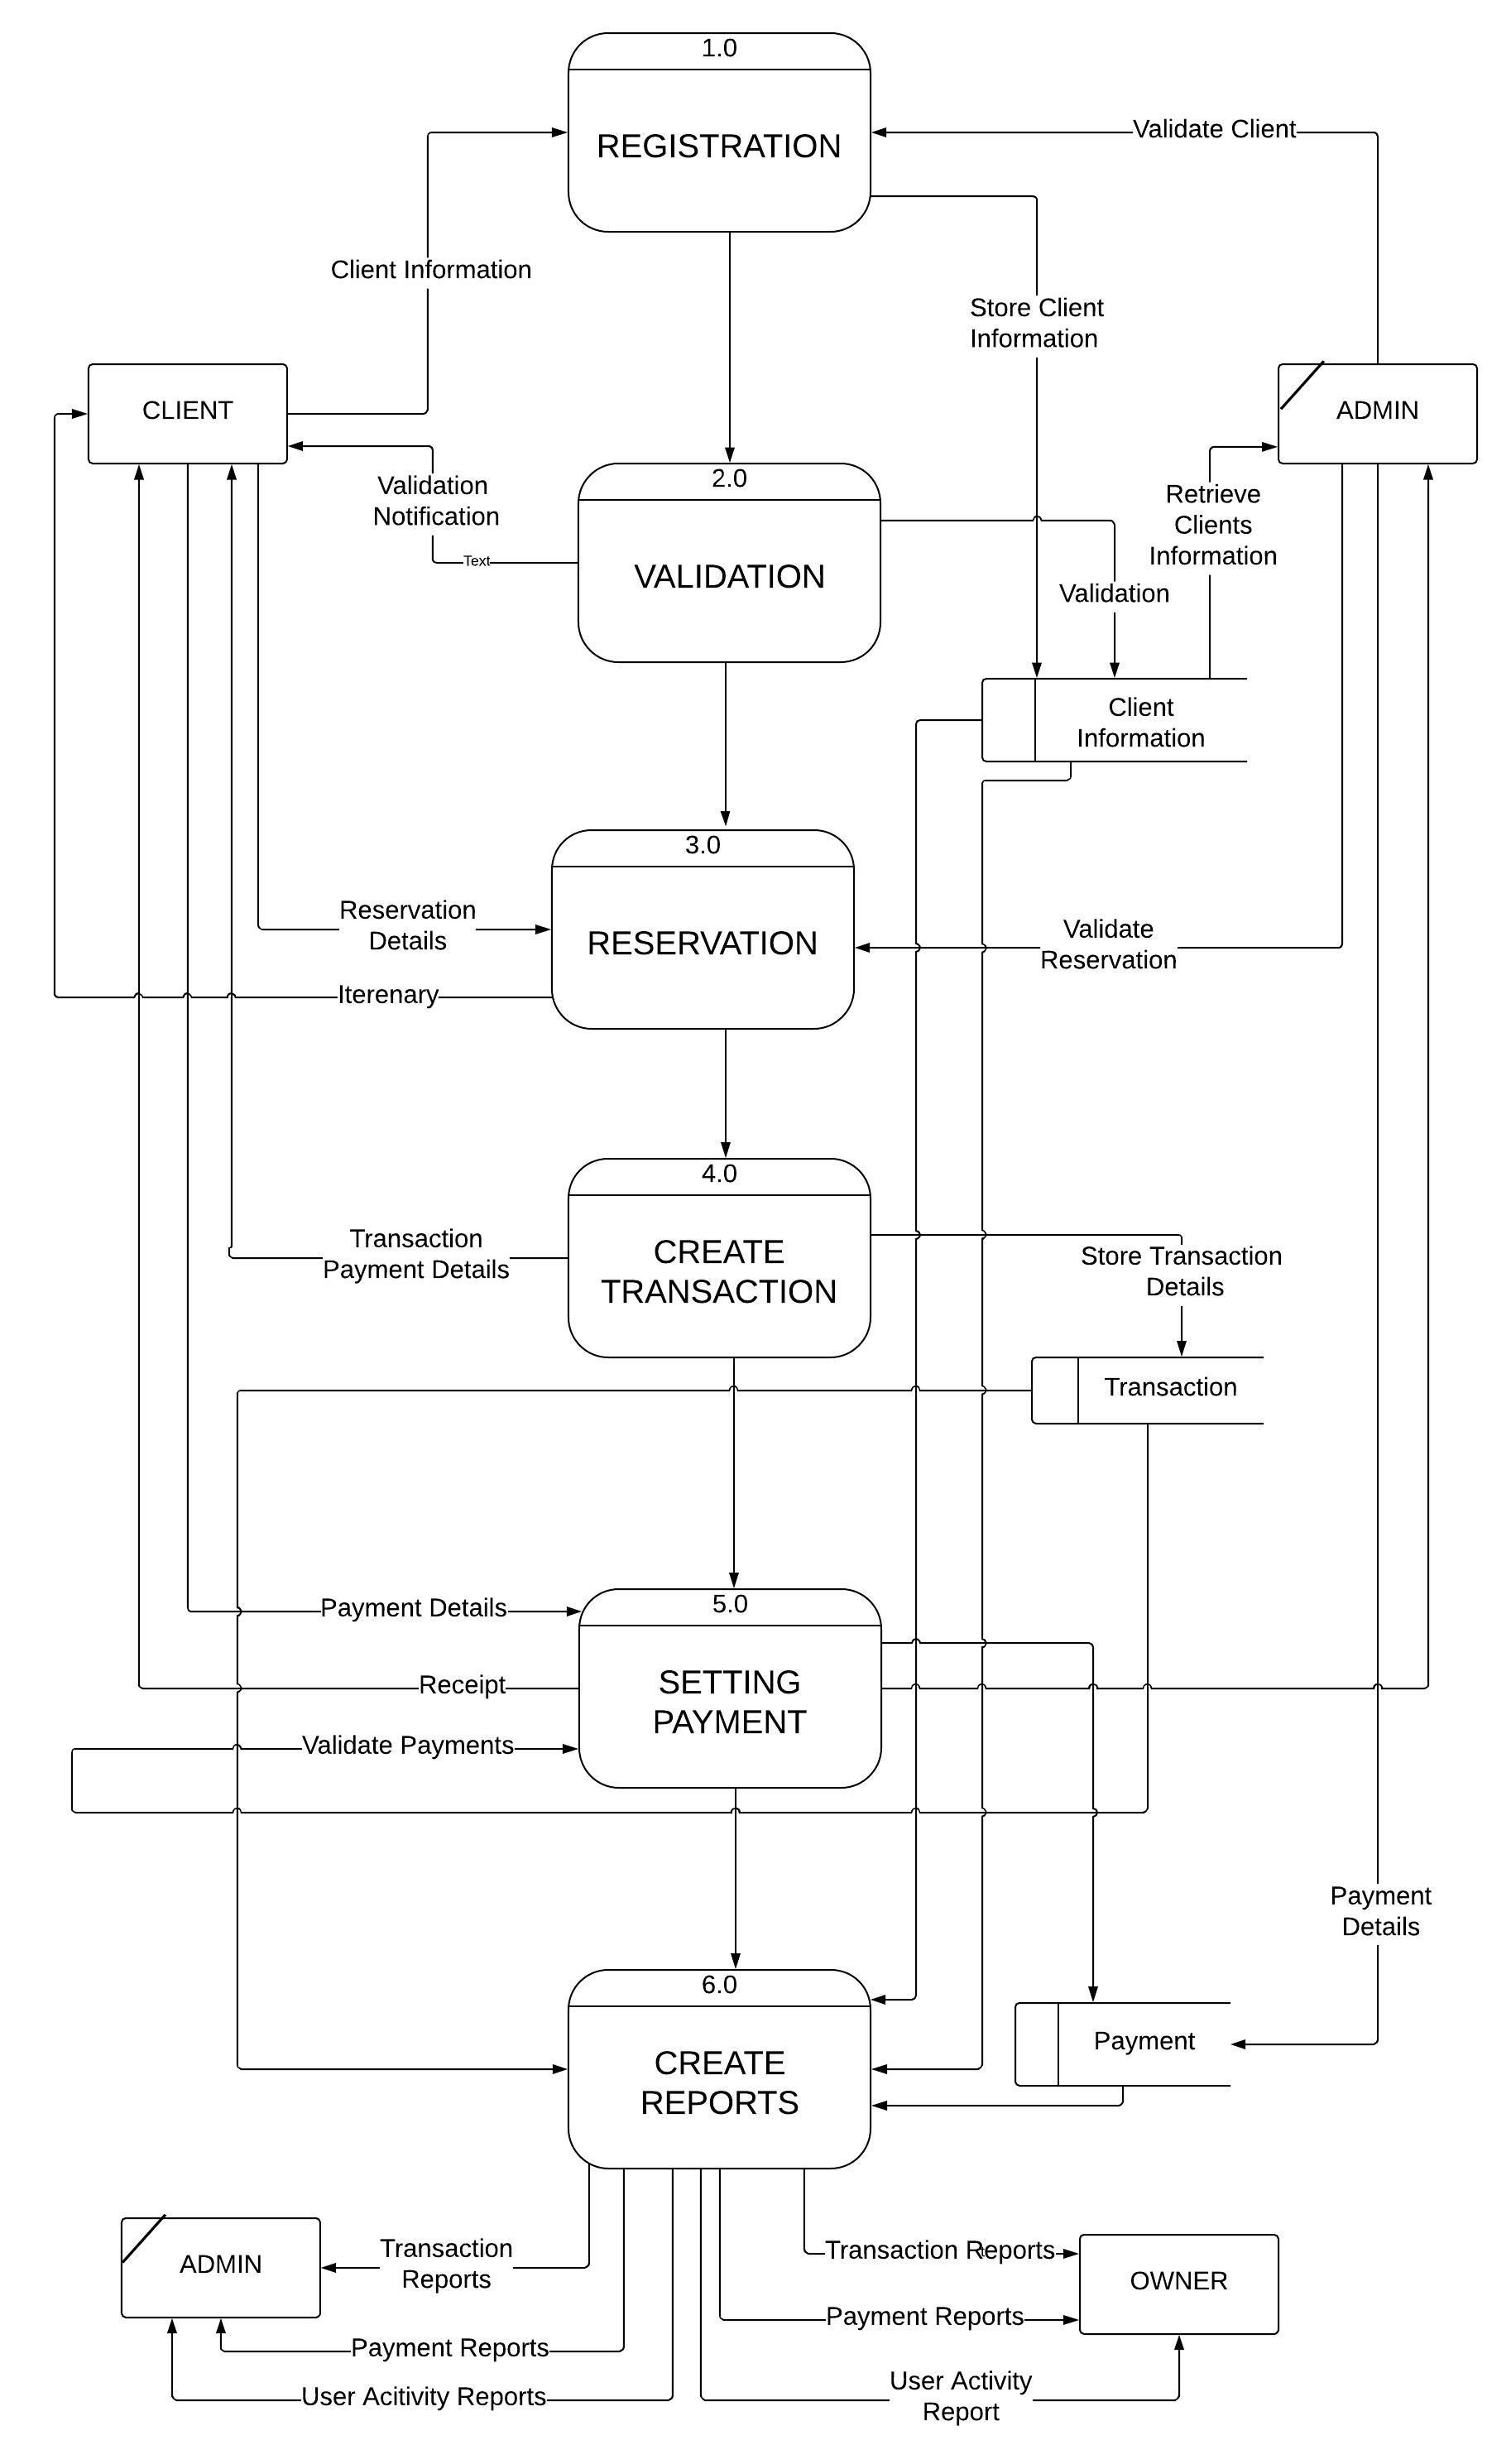 1.0
REGISTRATION
Validate Client
Client Information
Store Client
Information
CLIENT
ADMIN
Validation
Notification
Text
2.0
VALIDATION
Retrieve
Clients
Information
Validation
Client
Information
3.0
RESERVATION
Reservation
Details
Validate
Reservation
Iterenary
4.0
CREATE
TRANSACTION
Transaction
Payment Details
Store Transaction
Details
Transaction
5.0
SETTING
PAYMENT
Payment Details
Receipt
Validate Payments
Payment
Details
6.0
CREATE
REPORTS
Payment
ADMIN
Transaction
Reports
Payment Reports
User Acitivity Reports
Transaction Reports
OWNER
Payment Reports
User Activity
Report